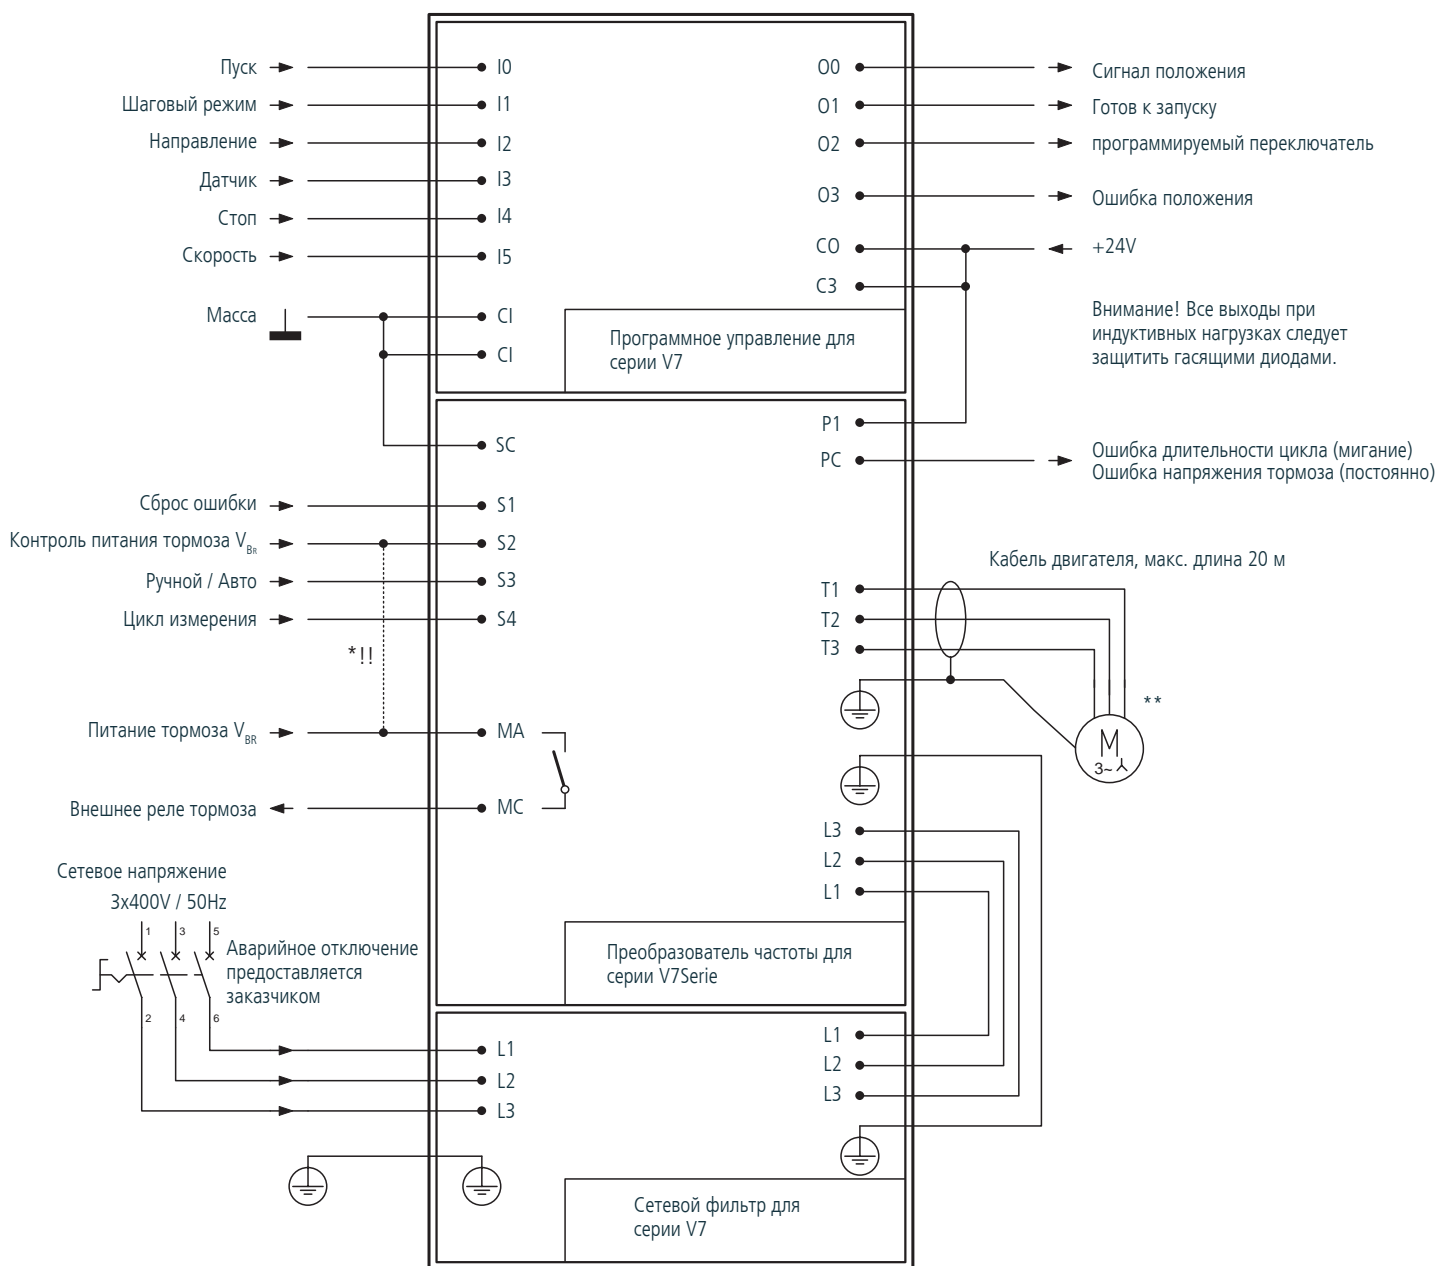 Пуск
I0
O0
Сигнал положения
Шаговый режим
I1
O1
Готов к запуску
Направление
I2
O2
программируемый переключатель
Датчик
I3
O3
Ошибка положения
Стоп
I4
Скорость
I5
CO
+24V
C3
Масса
CI
CI
Внимание! Все выходы при
индуктивных нагрузках следует
защитить гасящими диодами.
Программное управление для
серии V7
SC
P1
PC
Ошибка длительности цикла (мигание)
Ошибка напряжения тормоза (постоянно)
Сброс ошибки
S1
Контроль питания тормоза VBR
S2
Ручной / Авто
S3
Цикл измерения
S4
*!!
Кабель двигателя, макс. длина 20 м
T1
T2
T3
**
M
3~
Питание тормоза VBR
MA
Внешнее реле тормоза
MC
L3
L2
L1
Сетевое напряжение
3x400V / 50Hz
1
3
5
Аварийное отключение
предоставляется
заказчиком
2
4
6
Преобразователь частоты для
серии V7Serie
L1
L2
L3
L1
L2
L3
Сетевой фильтр для
серии V7